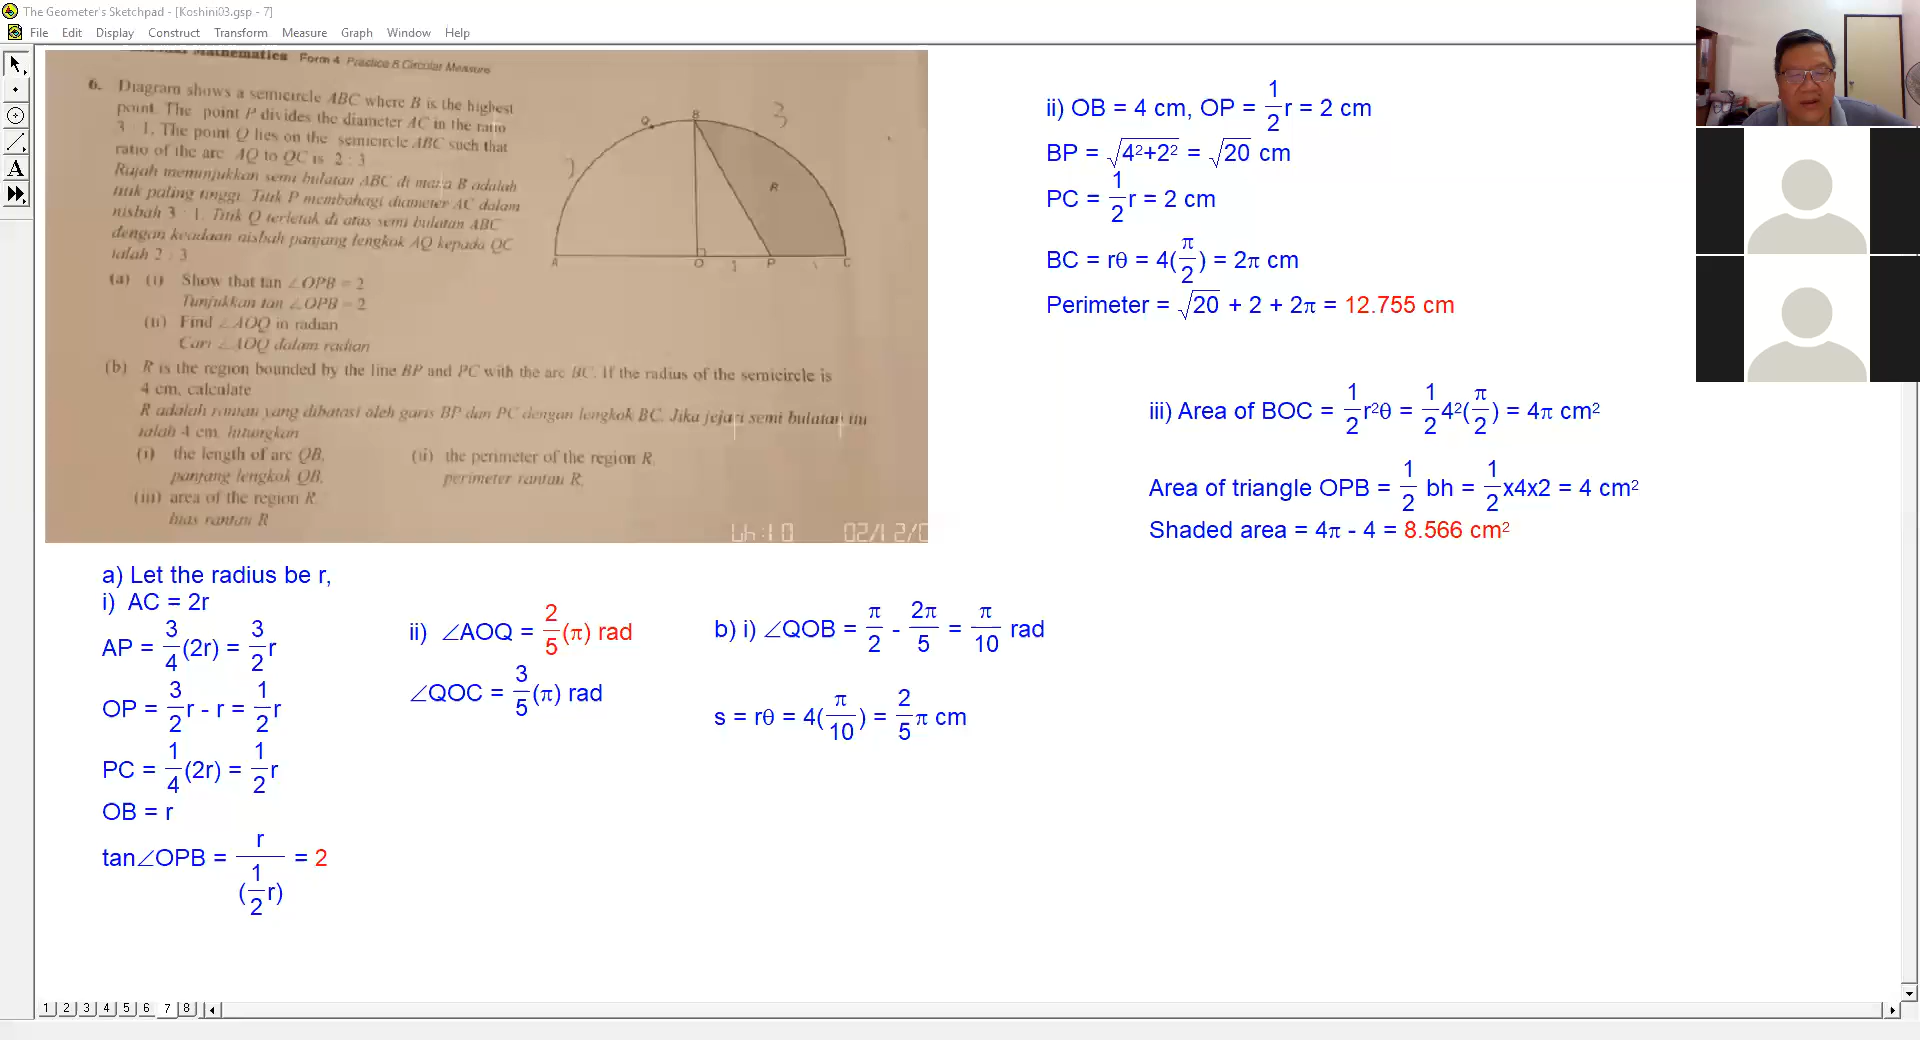 The Geometer's Sketchpad - [Koshini03.gsp - 7]
File Edit Display Construct Transform Measure Graph Window Help
Mathematics Form 4 Practice 8 Circular Measure
6. Diagram shows a semicircle ABC where B is the highest
point. The point P divides the diameter AC in the ratio
3 : 1. The point Q lies on the semicircle ABC such that
ratio of the arc AQ to QC is 2 : 3
Rajah menunjukkan semi bulatan ABC di mana B adalah
titik paling tinggi. Titik P membahagi diameter AC dalam
nisbah 3 : 1. Titik Q terletak di atas semi bulatan ABC
dengan keadaan nisbah panjang lengkok AQ kepada QC
ialah 2 : 3
(a) (i) Show that tan ∠OPB = 2
Tunjukkan tan ∠OPB = 2
(ii) Find ∠AOQ in radian
Cari ∠AOQ dalam radian
(b) R is the region bounded by the line BP and PC with the arc BC. If the radius of the semicircle is
4 cm, calculate
R adalah rantau yang dibatasi oleh garis BP dan PC dengan lengkok BC. Jika jejari semi bulatan itu
ialah 4 cm, hitungkan
(i) the length of arc QB, (ii) the perimeter of the region R.
panjang lengkok QB, perimeter rantau R,
(iii) area of the region R.
luas rantau R
Q B 3
R
A O 1 P 1 C
a) Let the radius be r,
i) AC = 2r
AP = 3/4(2r) = 3/2r
OP = 3/2r - r = 1/2r
PC = 1/4(2r) = 1/2r
OB = r
tan∠OPB = r/(1/2r) = 2
ii) ∠AOQ = 2/5(π) rad
∠QOC = 3/5(π) rad
b) i) ∠QOB = π/2 - 2π/5 = π/10 rad
s = rθ = 4(π/10) = 2/5π cm
ii) OB = 4 cm, OP = 1/2r = 2 cm
BP = √4²+2² = √20 cm
PC = 1/2r = 2 cm
BC = rθ = 4(π/2) = 2π cm
Perimeter = √20 + 2 + 2π = 12.755 cm
iii) Area of BOC = 1/2r²θ = 1/2 4²(π/2) = 4π cm²
Area of triangle OPB = 1/2 bh = 1/2x4x2 = 4 cm²
Shaded area = 4π - 4 = 8.566 cm²
1 2 3 4 5 6 7 8